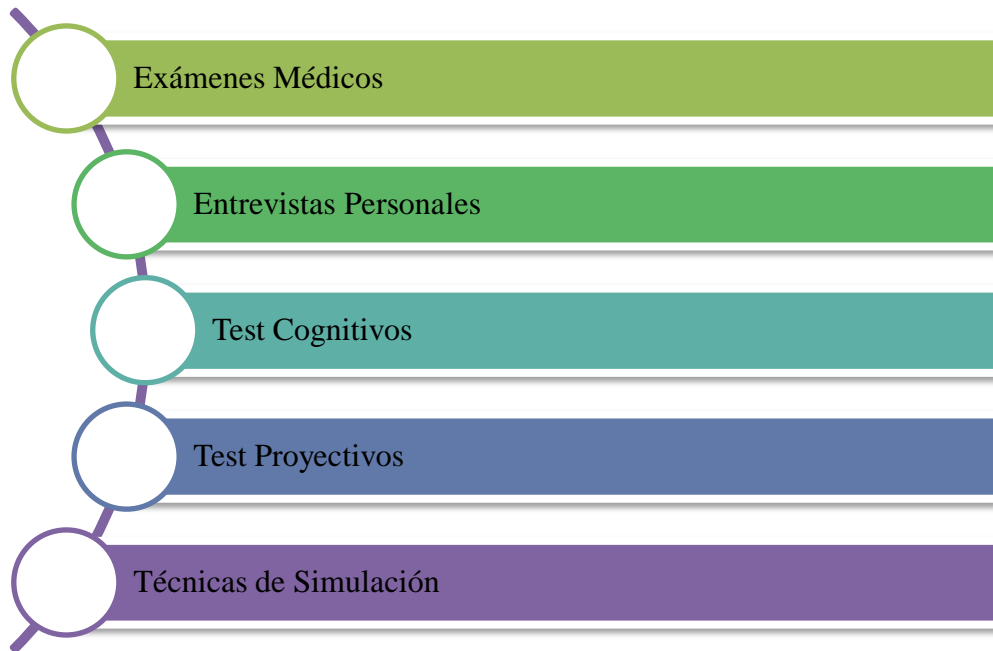 Exámenes Médicos
Entrevistas Personales
Test Cognitivos
Test Proyectivos
Técnicas de Simulación